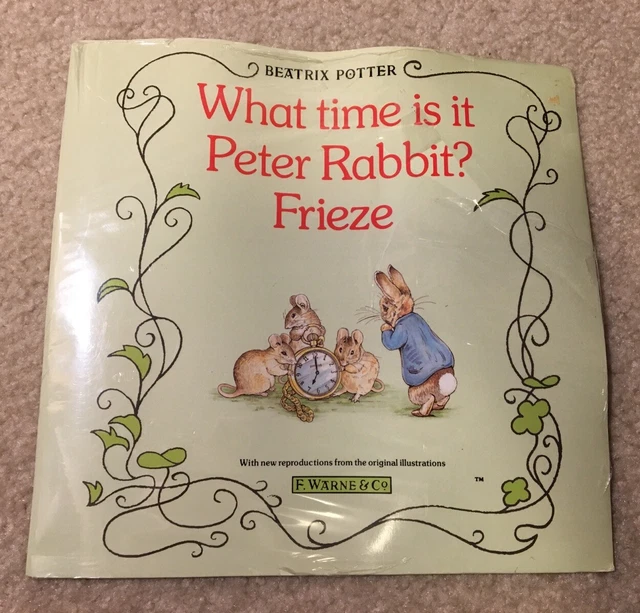 BEATRIX POTTER
What time is it
Peter Rabbit?
Frieze
With new reproductions from the original illustrations
F. WARNE & Co
TM